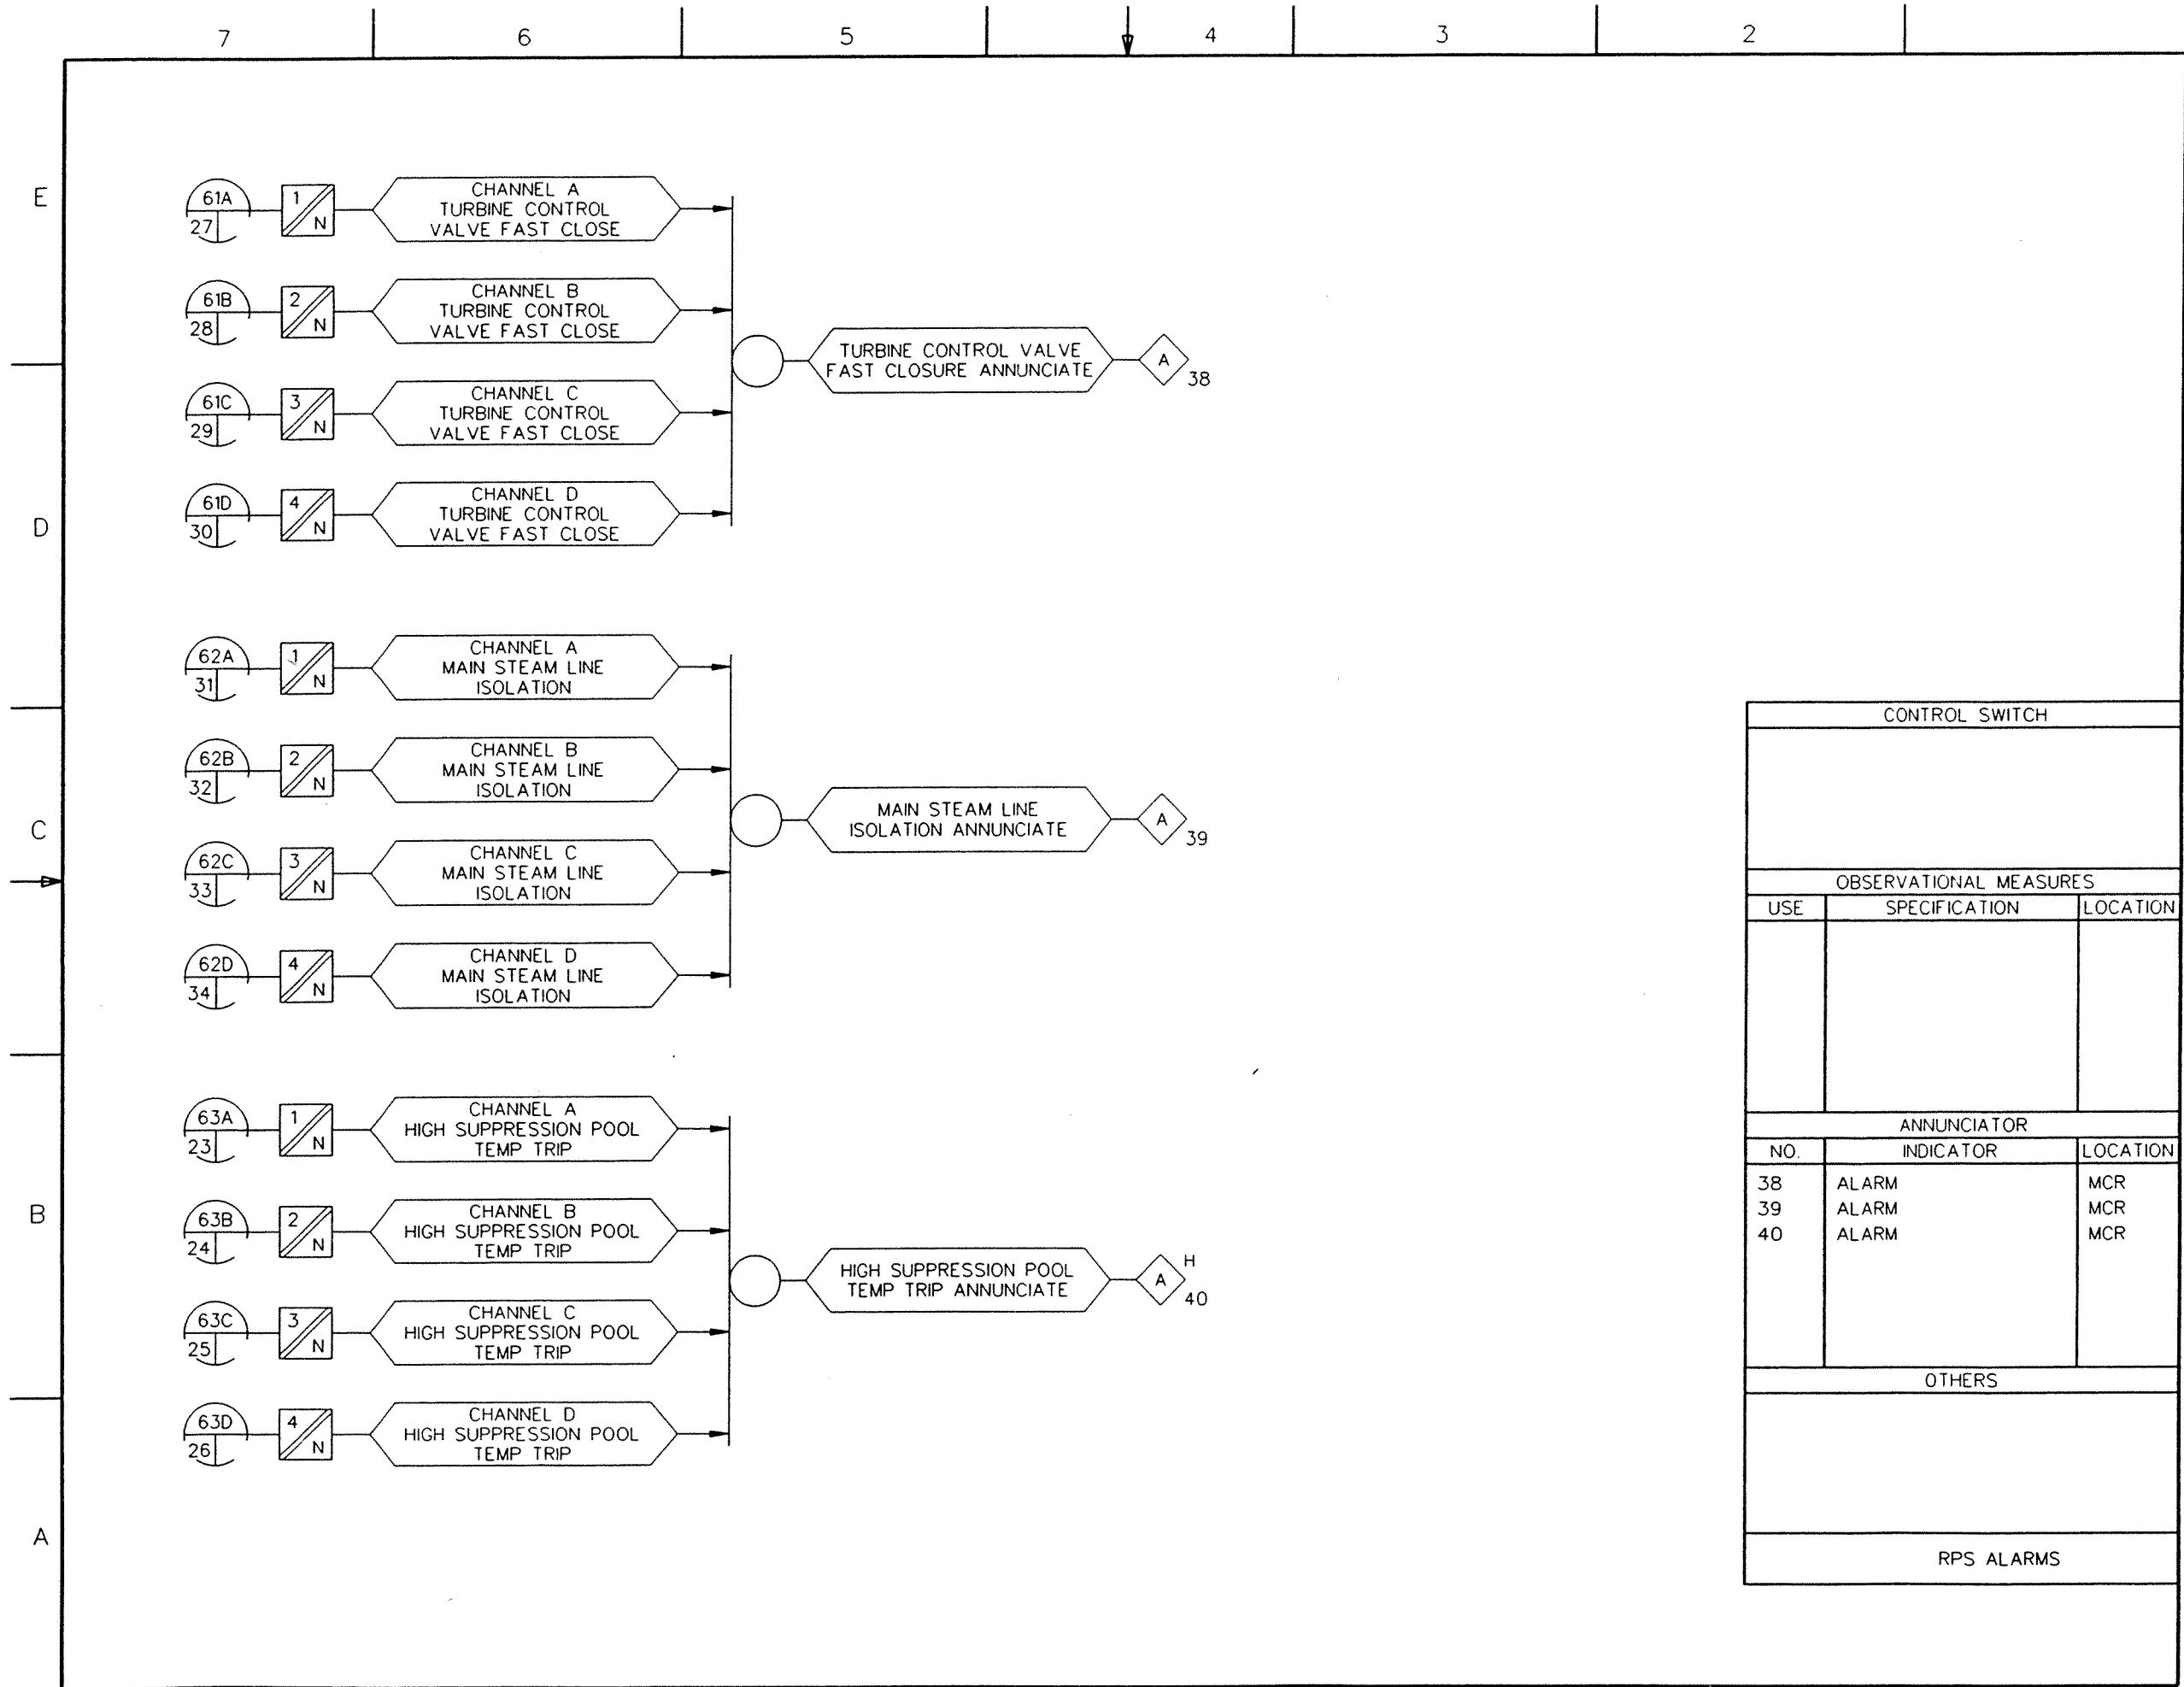 7 6 5 4 3 2
E
61A
27
1
N
CHANNEL A
TURBINE CONTROL
VALVE FAST CLOSE
61B
28
2
N
CHANNEL B
TURBINE CONTROL
VALVE FAST CLOSE
TURBINE CONTROL VALVE
FAST CLOSURE ANNUNCIATE
A
38
61C
29
3
N
CHANNEL C
TURBINE CONTROL
VALVE FAST CLOSE
D
61D
30
4
N
CHANNEL D
TURBINE CONTROL
VALVE FAST CLOSE
62A
31
1
N
CHANNEL A
MAIN STEAM LINE
ISOLATION
62B
32
2
N
CHANNEL B
MAIN STEAM LINE
ISOLATION
C
MAIN STEAM LINE
ISOLATION ANNUNCIATE
A
39
62C
33
3
N
CHANNEL C
MAIN STEAM LINE
ISOLATION
62D
34
4
N
CHANNEL D
MAIN STEAM LINE
ISOLATION
63A
23
1
N
CHANNEL A
HIGH SUPPRESSION POOL
TEMP TRIP
B
63B
24
2
N
CHANNEL B
HIGH SUPPRESSION POOL
TEMP TRIP
HIGH SUPPRESSION POOL
TEMP TRIP ANNUNCIATE
A
H
40
63C
25
3
N
CHANNEL C
HIGH SUPPRESSION POOL
TEMP TRIP
63D
26
4
N
CHANNEL D
HIGH SUPPRESSION POOL
TEMP TRIP
A
CONTROL SWITCH
OBSERVATIONAL MEASURES
USE SPECIFICATION LOCATION
ANNUNCIATOR
NO. INDICATOR LOCATION
38 ALARM MCR
39 ALARM MCR
40 ALARM MCR
OTHERS
RPS ALARMS